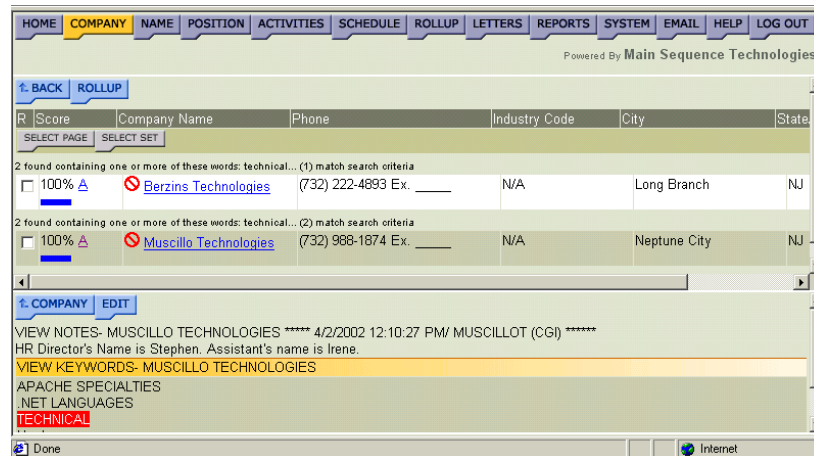 HOME COMPANY NAME POSITION ACTIVITIES SCHEDULE ROLLUP LETTERS REPORTS SYSTEM EMAIL HELP LOG OUT
Powered By Main Sequence Technologies
BACK ROLLUP
R Score Company Name Phone Industry Code City State
SELECT PAGE SELECT SET
2 found containing one or more of these words: technical... (1) match search criteria
100% A Berzins Technologies (732) 222-4893 Ex. _____ N/A Long Branch NJ
2 found containing one or more of these words: technical... (2) match search criteria
100% A Muscillo Technologies (732) 988-1874 Ex. _____ N/A Neptune City NJ
COMPANY EDIT
VIEW NOTES- MUSCILLO TECHNOLOGIES ***** 4/2/2002 12:10:27 PM/ MUSCILLOT (CGI) ******
HR Director's Name is Stephen. Assistant's name is Irene.
VIEW KEYWORDS- MUSCILLO TECHNOLOGIES
APACHE SPECIALTIES
.NET LANGUAGES
TECHNICAL
Done Internet